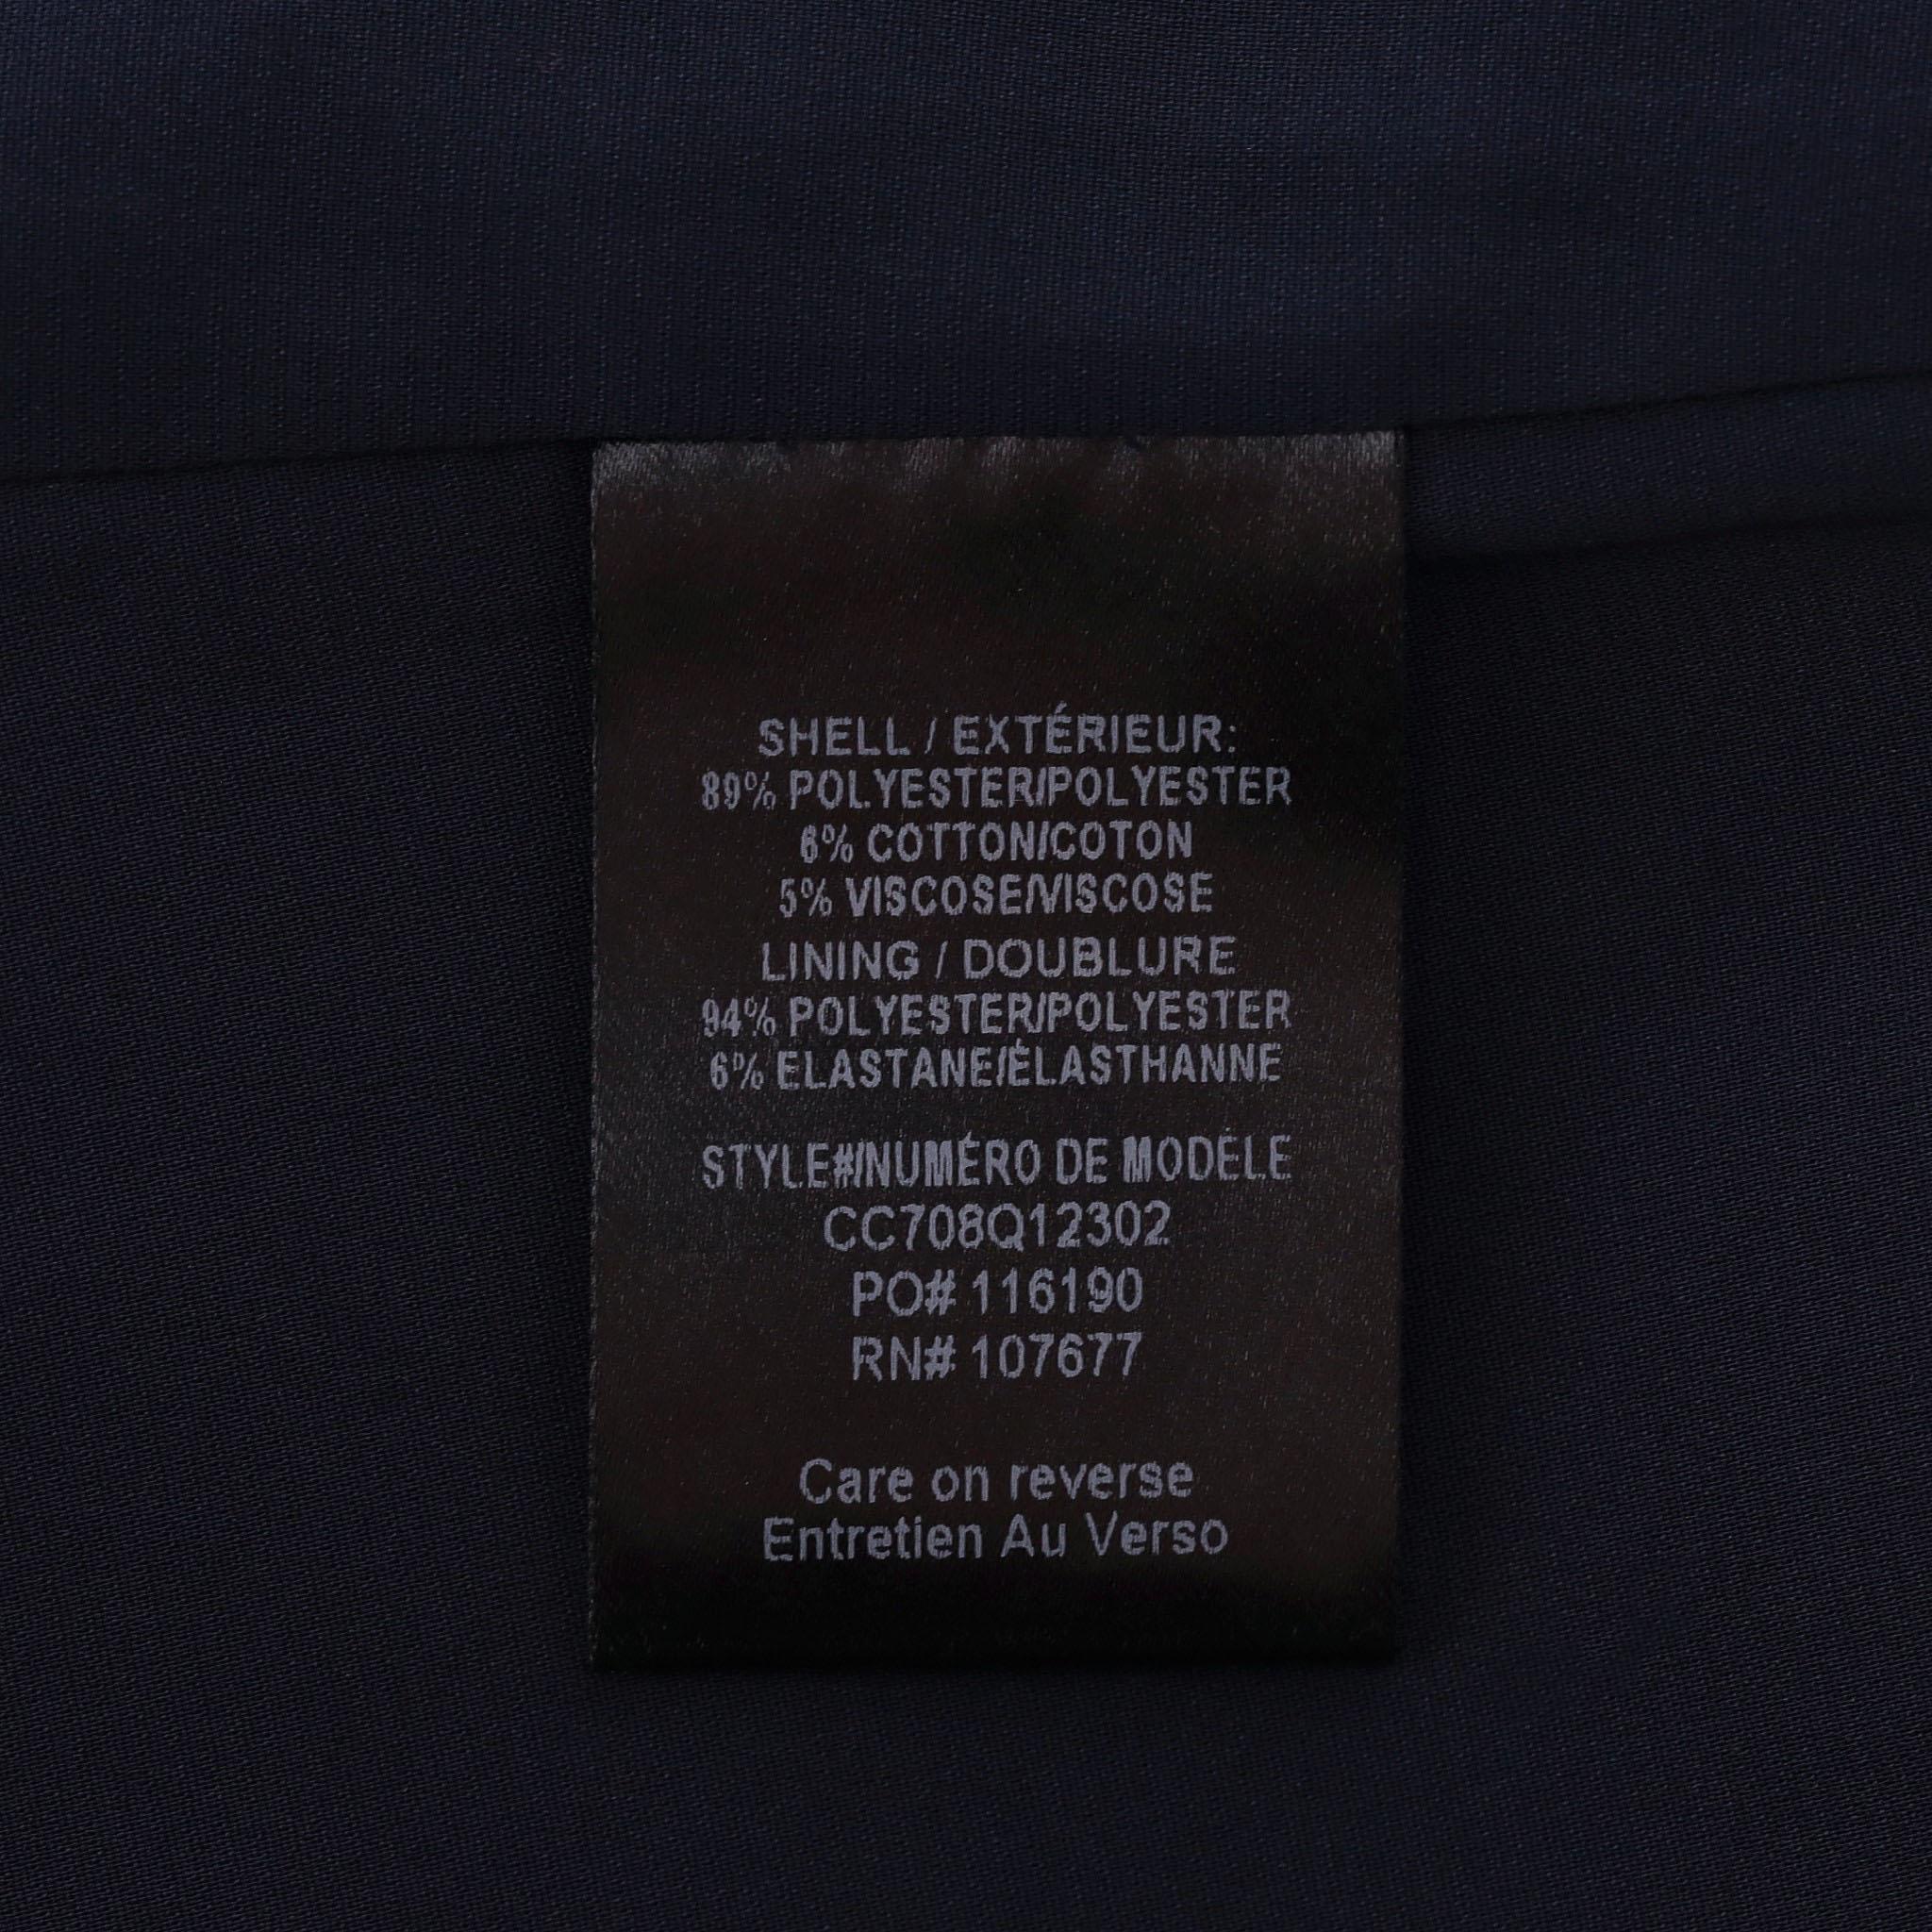 SHELL / EXTÉRIEUR:
89% POLYESTER/POLYESTER
6% COTTON/COTON
5% VISCOSE/VISCOSE
LINING / DOUBLURE
94% POLYESTER/POLYESTER
6% ELASTANE/ÉLASTHANNE
STYLE#/NUMÉRO DE MODÈLE
CC708Q12302
PO# 116190
RN# 107677
Care on reverse
Entretien Au Verso